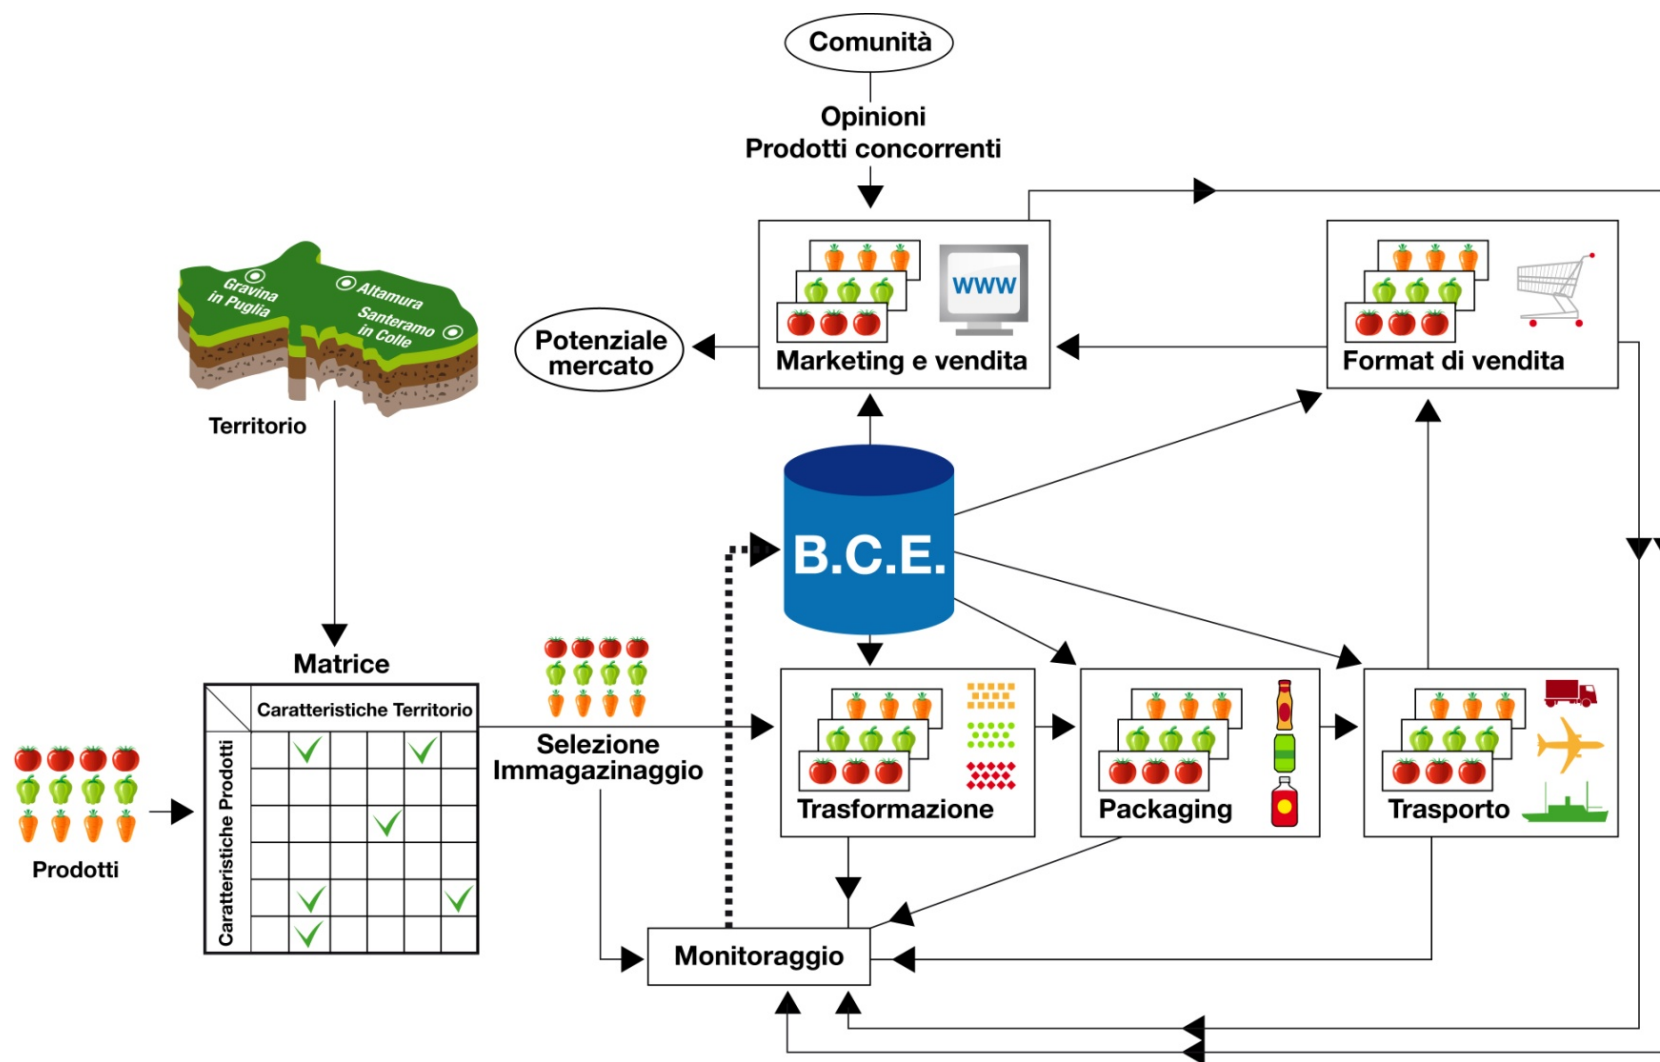 Comunità
Opinioni
Prodotti concorrenti
WWW
Marketing e vendita
Format di vendita
Potenziale
mercato
Gravina
in Puglia
Altamura
Santeramo
in Colle
Territorio
B.C.E.
Matrice
Caratteristiche Territorio
Caratteristiche Prodotti
Prodotti
Selezione
Immagazinaggio
Trasformazione
Packaging
Trasporto
Monitoraggio